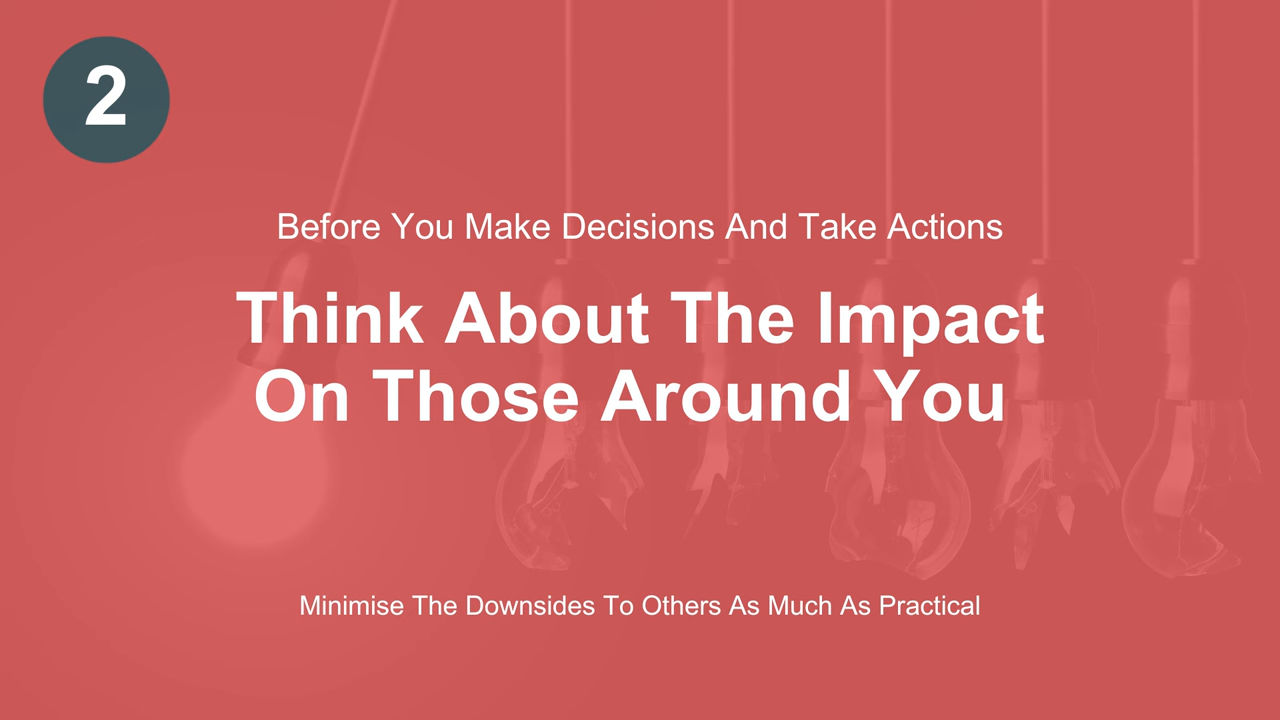 2
Before You Make Decisions And Take Actions
Think About The Impact
On Those Around You
Minimise The Downsides To Others As Much As Practical